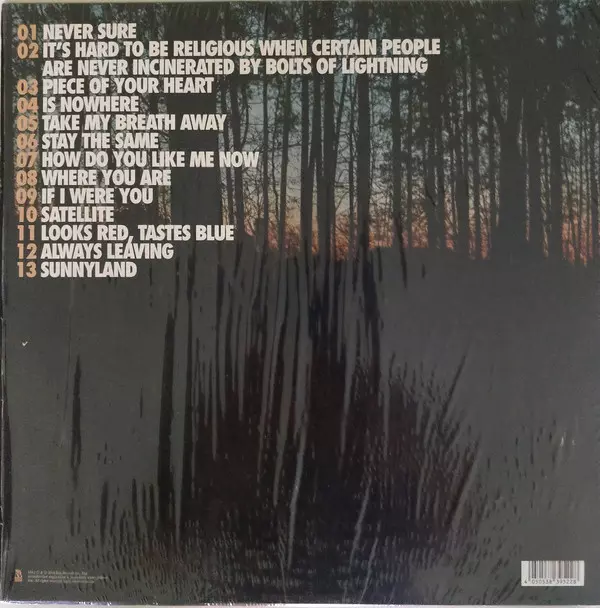 01 NEVER SURE
02 IT'S HARD TO BE RELIGIOUS WHEN CERTAIN PEOPLE
ARE NEVER INCINERATED BY BOLTS OF LIGHTNING
03 PIECE OF YOUR HEART
04 IS NOWHERE
05 TAKE MY BREATH AWAY
06 STAY THE SAME
07 HOW DO YOU LIKE ME NOW
08 WHERE YOU ARE
09 IF I WERE YOU
10 SATELLITE
11 LOOKS RED, TASTES BLUE
12 ALWAYS LEAVING
13 SUNNYLAND